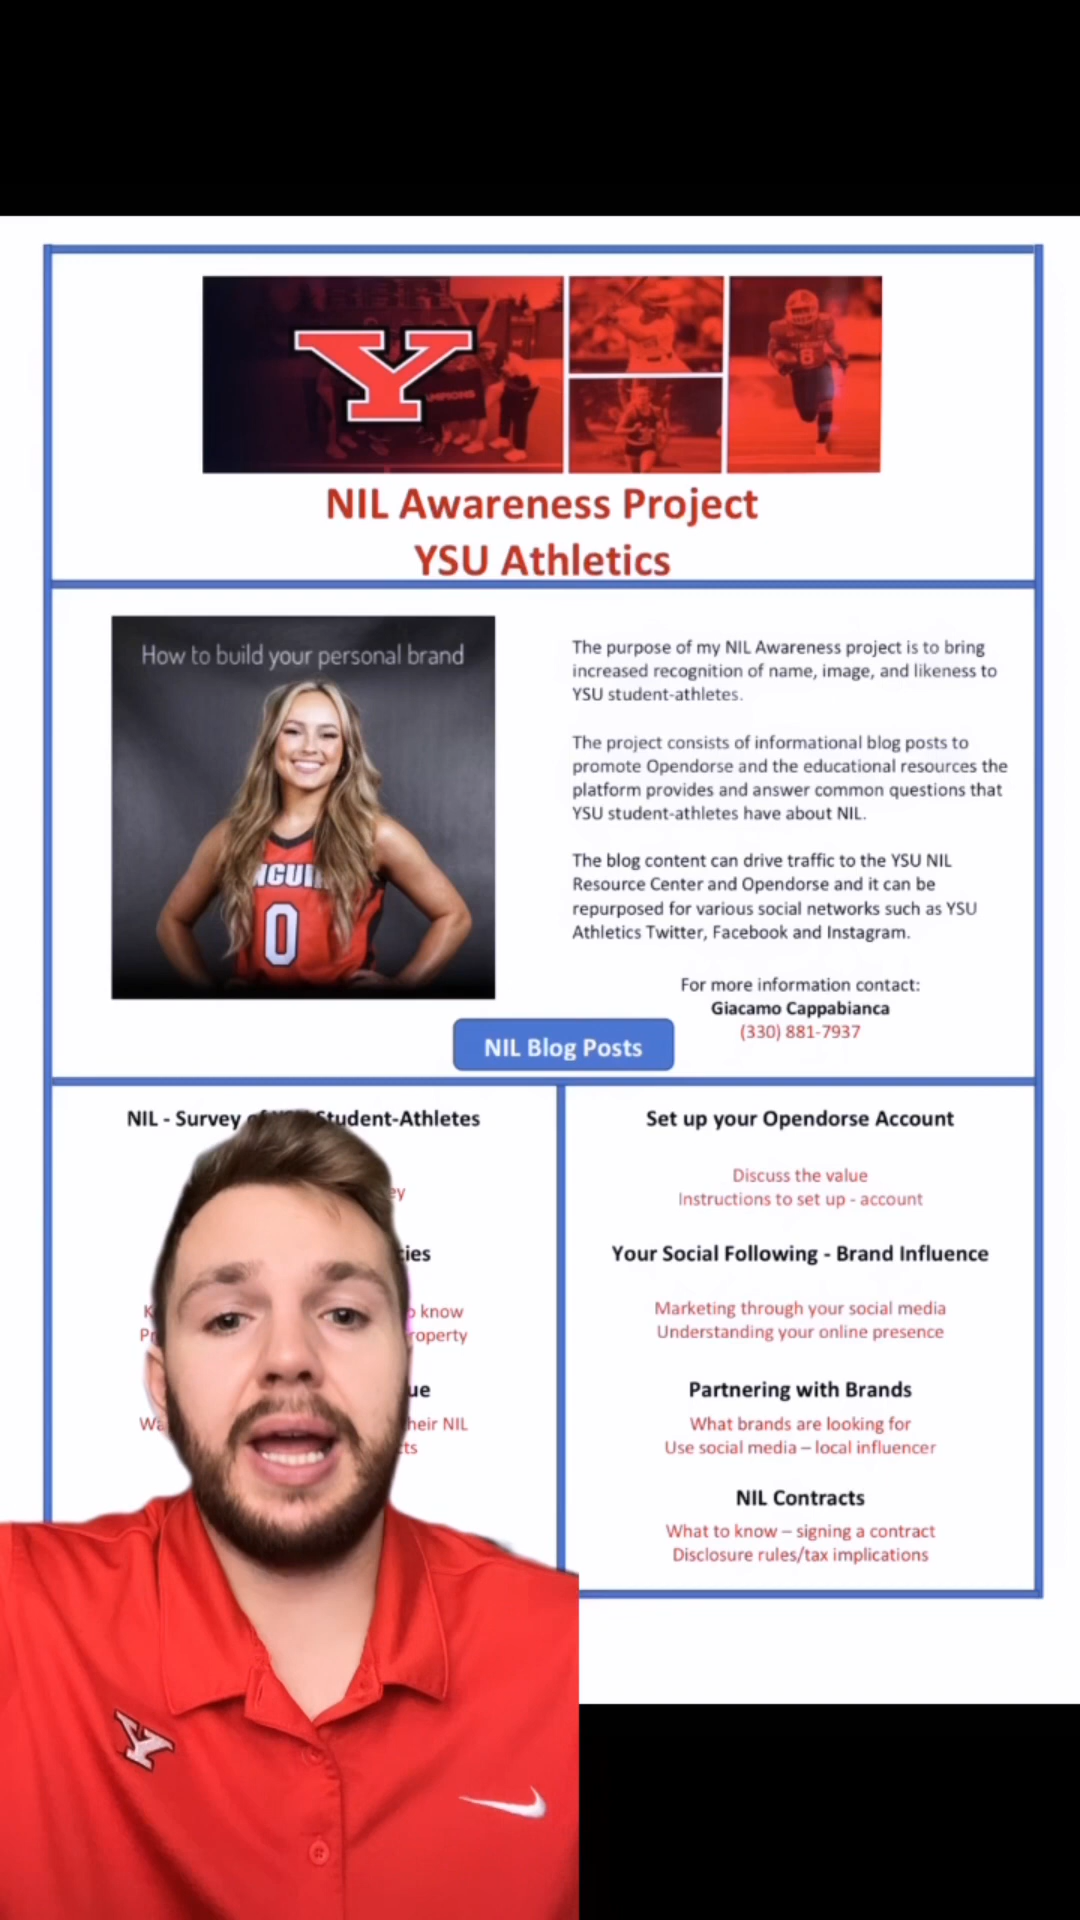 Y
8
NIL Awareness Project
YSU Athletics
How to build your personal brand
0
The purpose of my NIL Awareness project is to bring
increased recognition of name, image, and likeness to
YSU student-athletes.
The project consists of informational blog posts to
promote Opendorse and the educational resources the
platform provides and answer common questions that
YSU student-athletes have about NIL.
The blog content can drive traffic to the YSU NIL
Resource Center and Opendorse and it can be
repurposed for various social networks such as YSU
Athletics Twitter, Facebook and Instagram.
For more information contact:
Giacamo Cappabianca
(330) 881-7937
NIL Blog Posts
NIL - Survey Student-Athletes
know
heir NIL
Set up your Opendorse Account
Discuss the value
Instructions to set up - account
Your Social Following - Brand Influence
Marketing through your social media
Understanding your online presence
Partnering with Brands
What brands are looking for
Use social media – local influencer
NIL Contracts
What to know – signing a contract
Disclosure rules/tax implications
Y